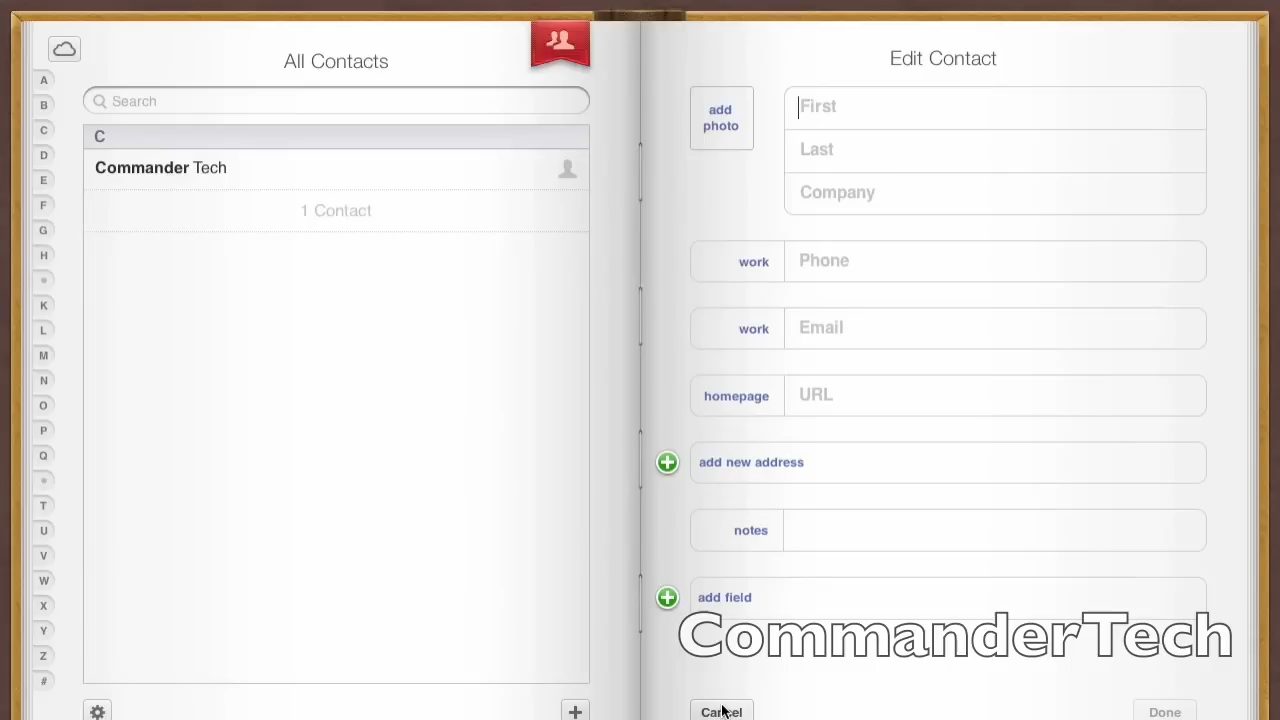 All Contacts
Search
A
B
C
D
E
F
G
H
K
L
M
N
O
P
Q
T
U
V
W
X
Y
Z
#
C
Commander Tech
1 Contact
Edit Contact
add photo
First
Last
Company
work Phone
work Email
homepage URL
add new address
notes
add field
CommanderTech
Cancel
Done